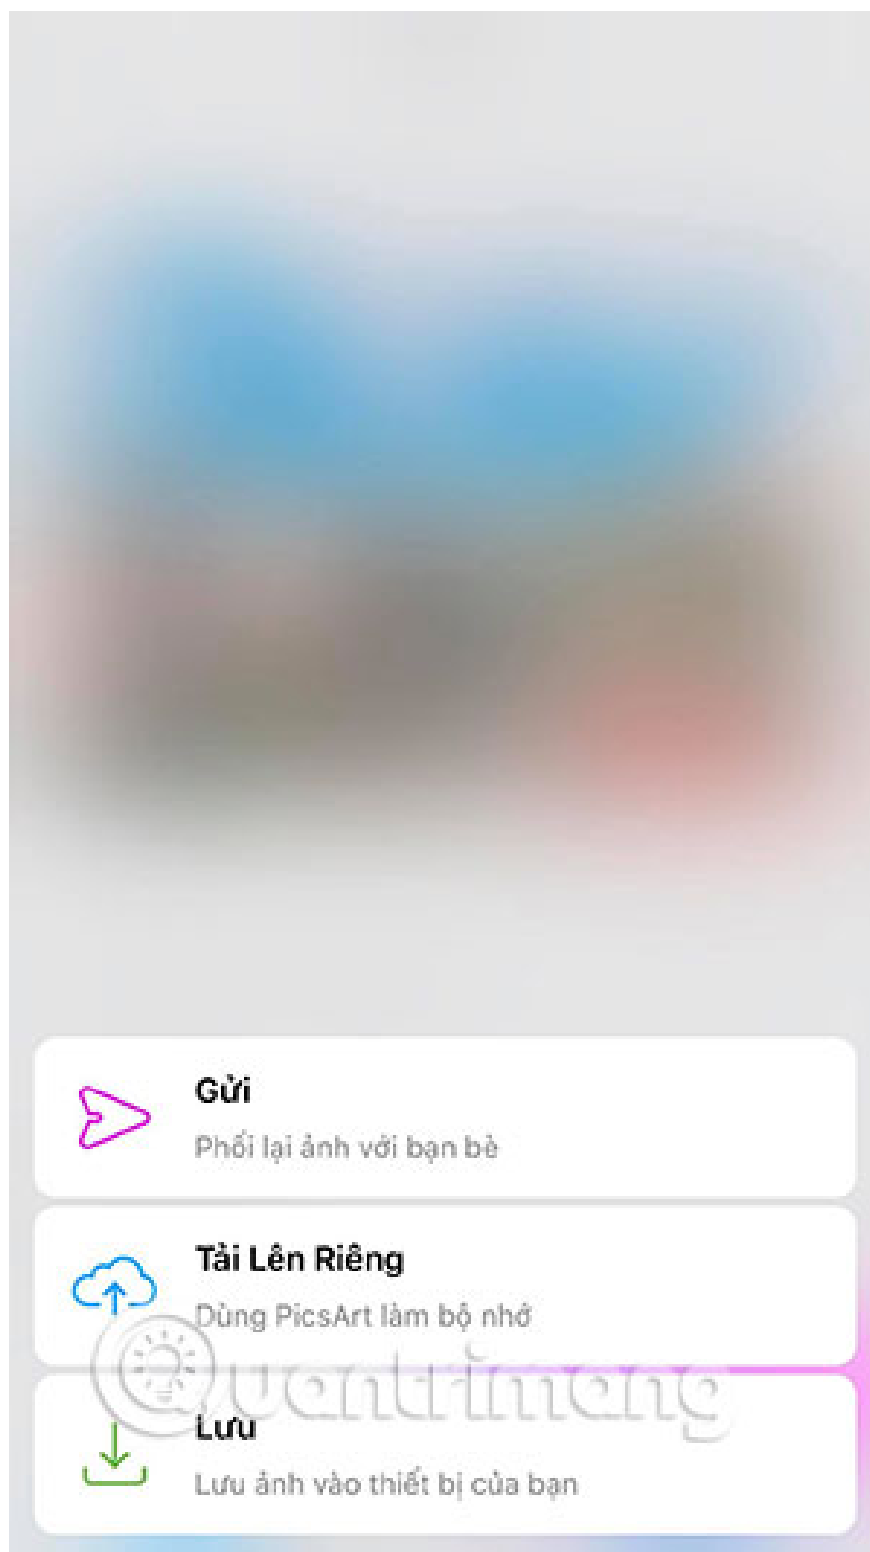 Gửi
Phối lại ảnh với bạn bè
Tải Lên Riêng
Dùng PicsArt làm bộ nhớ
Quantrimang
Lưu
Lưu ảnh vào thiết bị của bạn